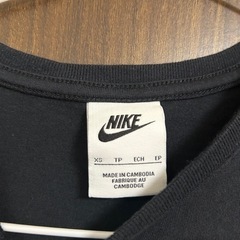 NIKE
XS TP ECH EP
MADE IN CAMBODIA
FABRIQUE AU
CAMBODGE